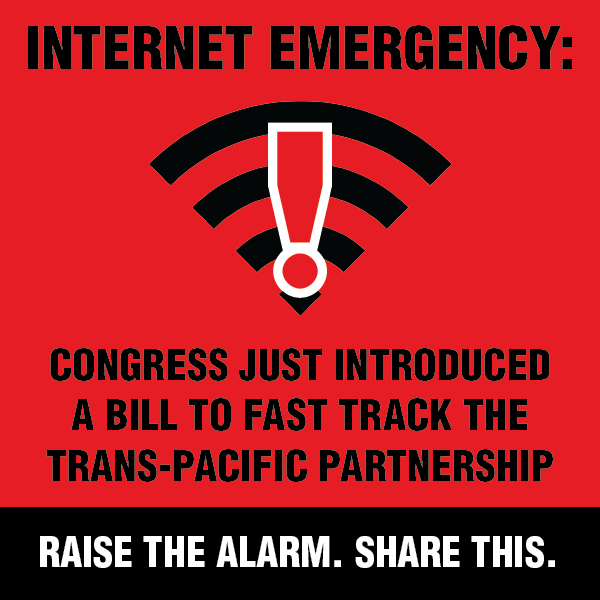 INTERNET EMERGENCY:
CONGRESS JUST INTRODUCED
A BILL TO FAST TRACK THE
TRANS-PACIFIC PARTNERSHIP
RAISE THE ALARM. SHARE THIS.